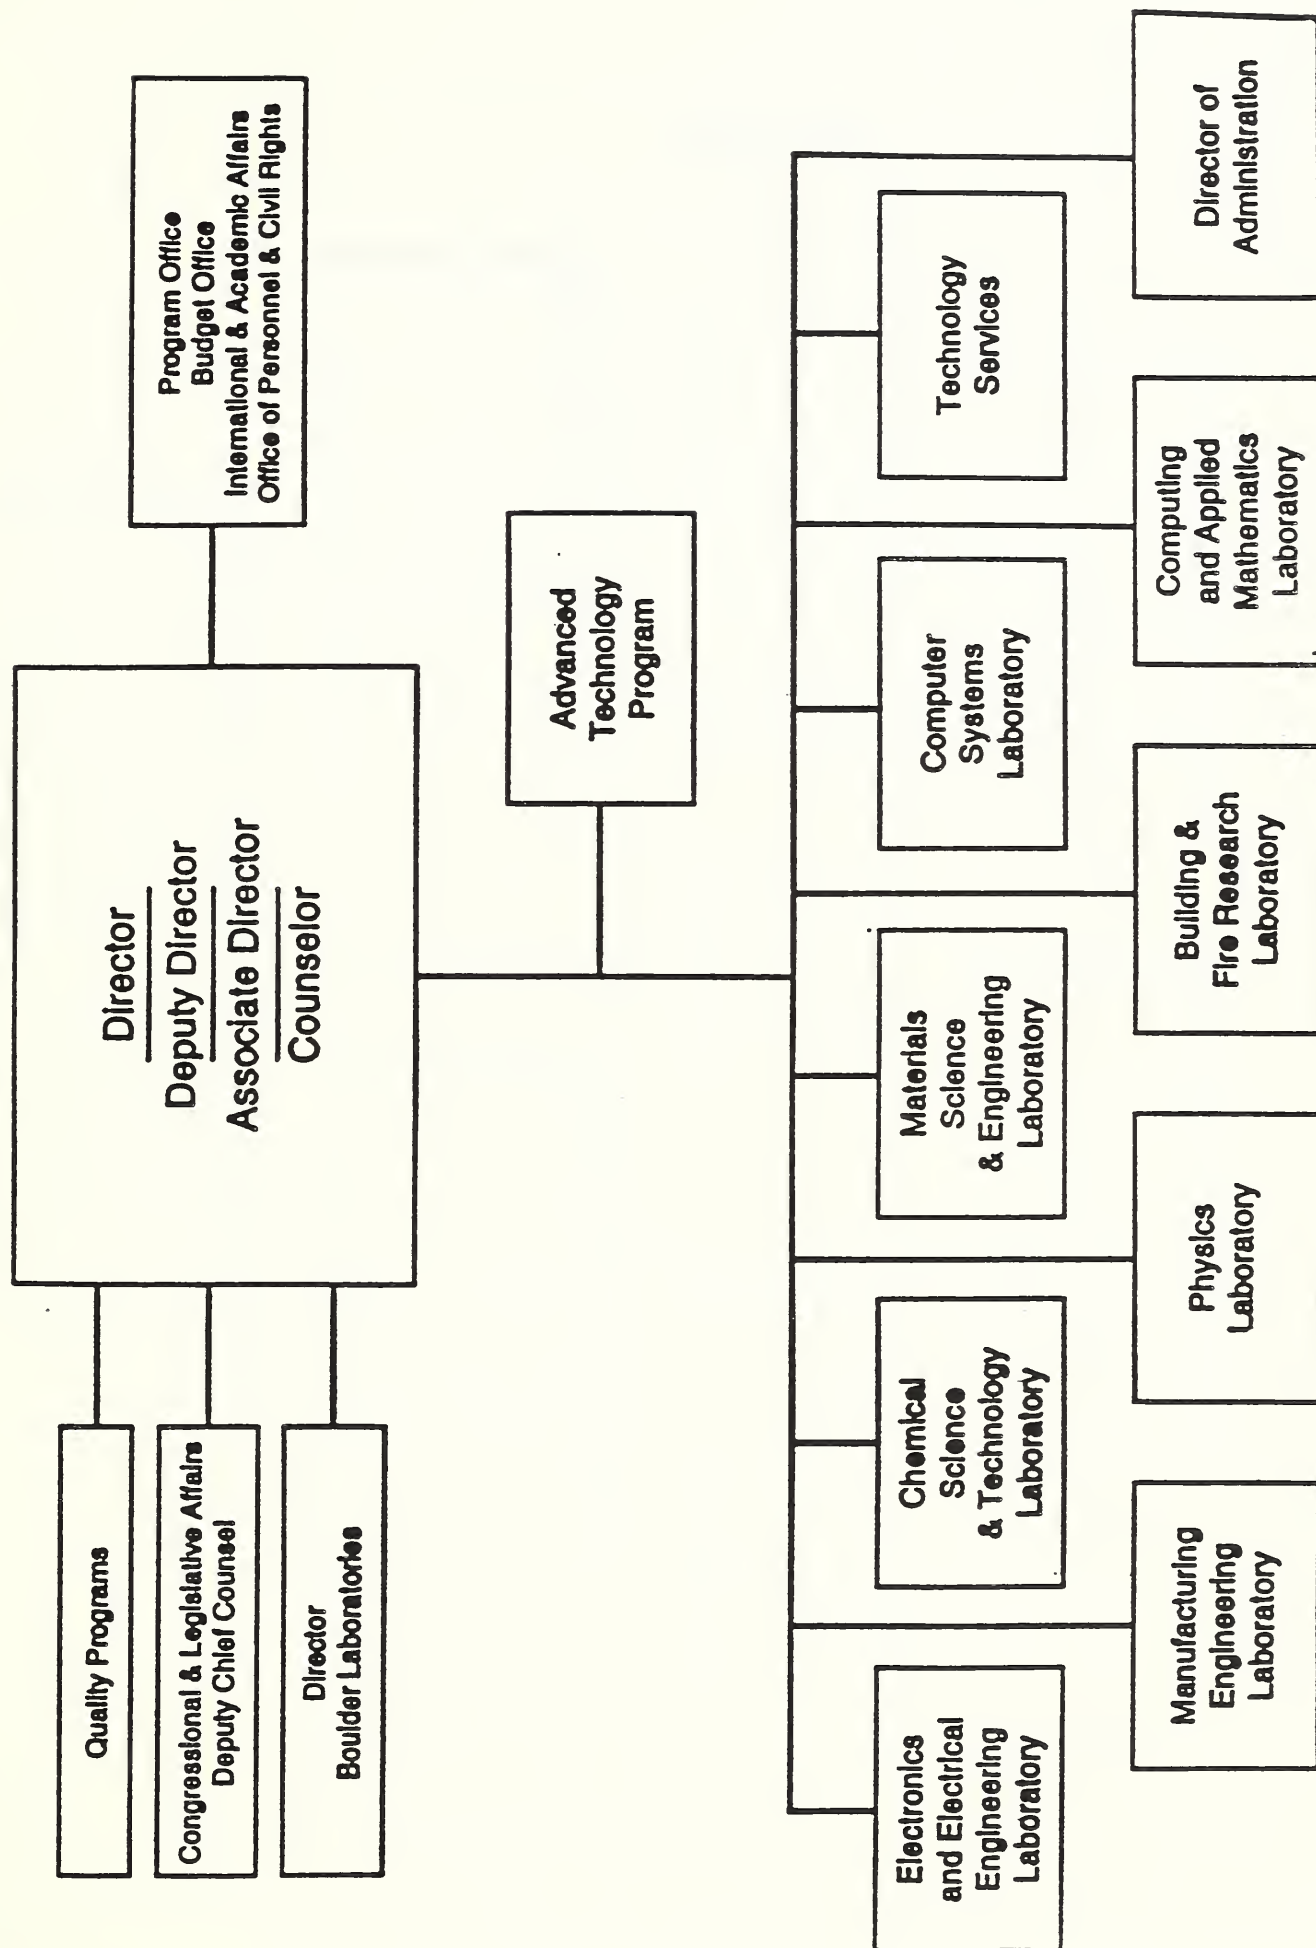 Director
Deputy Director
Associate Director
Counselor
Quality Programs
Congressional & Legislative Affairs
Deputy Chief Counsel
Director
Boulder Laboratories
Program Office
Budget Office
International & Academic Affairs
Office of Personnel & Civil Rights
Advanced
Technology
Program
Electronics
and Electrical
Engineering
Laboratory
Chemical
Science
& Technology
Laboratory
Materials
Science
& Engineering
Laboratory
Computer
Systems
Laboratory
Technology
Services
Manufacturing
Engineering
Laboratory
Physics
Laboratory
Building &
Fire Research
Laboratory
Computing
and Applied
Mathematics
Laboratory
Director of
Administration